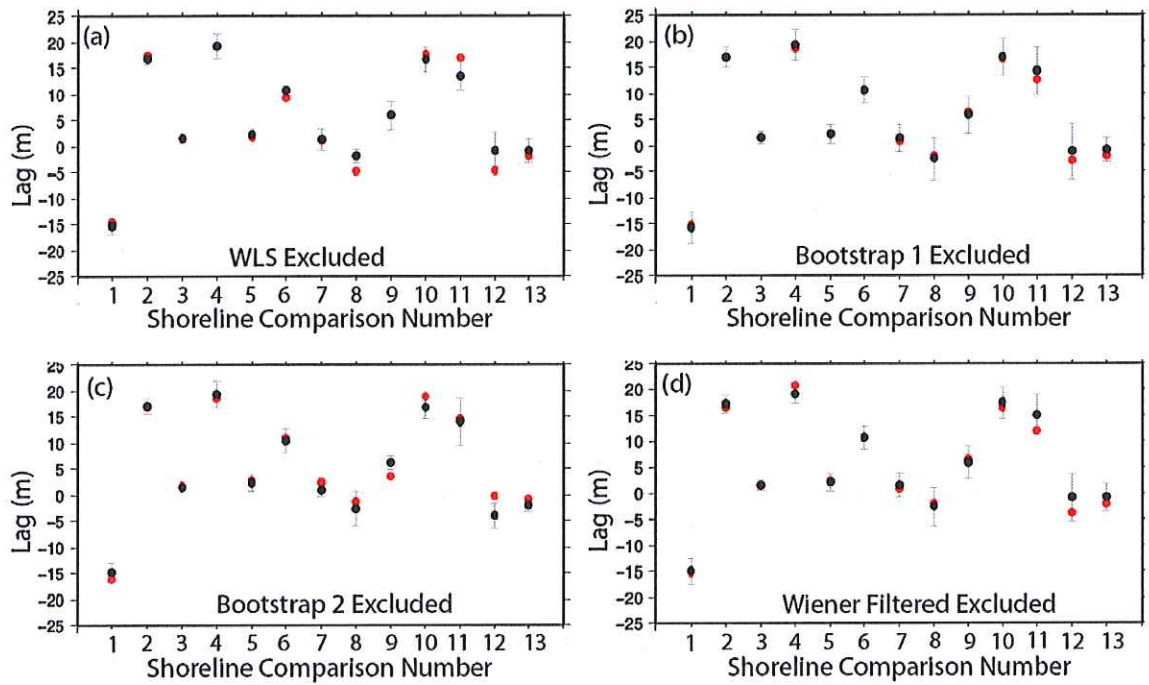 (a)
Lag (m)
25
20
15
10
5
0
−5
−10
−15
−20
−25
WLS Excluded
1 2 3 4 5 6 7 8 9 10 11 12 13
Shoreline Comparison Number
(b)
Lag (m)
25
20
15
10
5
0
−5
−10
−15
−20
−25
Bootstrap 1 Excluded
1 2 3 4 5 6 7 8 9 10 11 12 13
Shoreline Comparison Number
(c)
Lag (m)
25
20
15
10
5
0
−5
−10
−15
−20
−25
Bootstrap 2 Excluded
1 2 3 4 5 6 7 8 9 10 11 12 13
Shoreline Comparison Number
(d)
Lag (m)
25
20
15
10
5
0
−5
−10
−15
−20
−25
Wiener Filtered Excluded
1 2 3 4 5 6 7 8 9 10 11 12 13
Shoreline Comparison Number